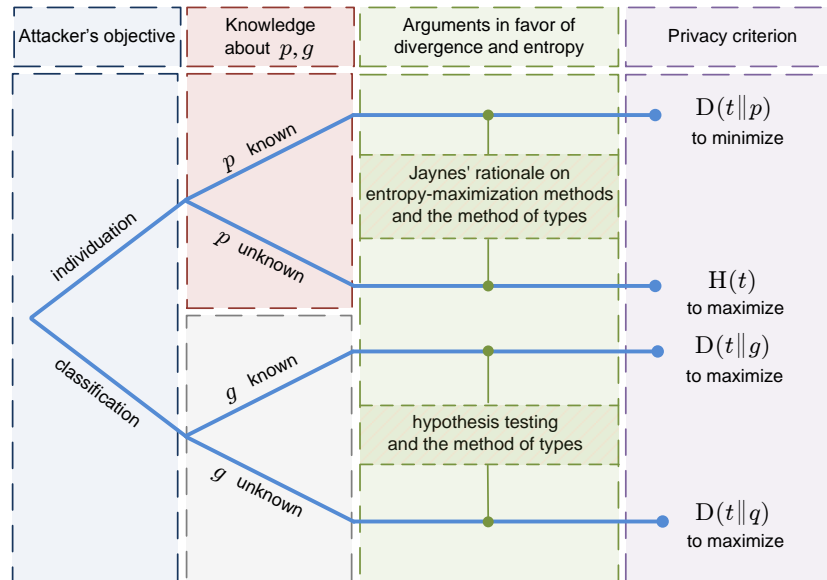 Attacker's objective
Knowledge
about p, g
Arguments in favor of
divergence and entropy
Privacy criterion
individuation
classification
p known
p unknown
g known
g unknown
Jaynes' rationale on
entropy-maximization methods
and the method of types
hypothesis testing
and the method of types
D(t∥p)
to minimize
H(t)
to maximize
D(t∥g)
to maximize
D(t∥q)
to maximize